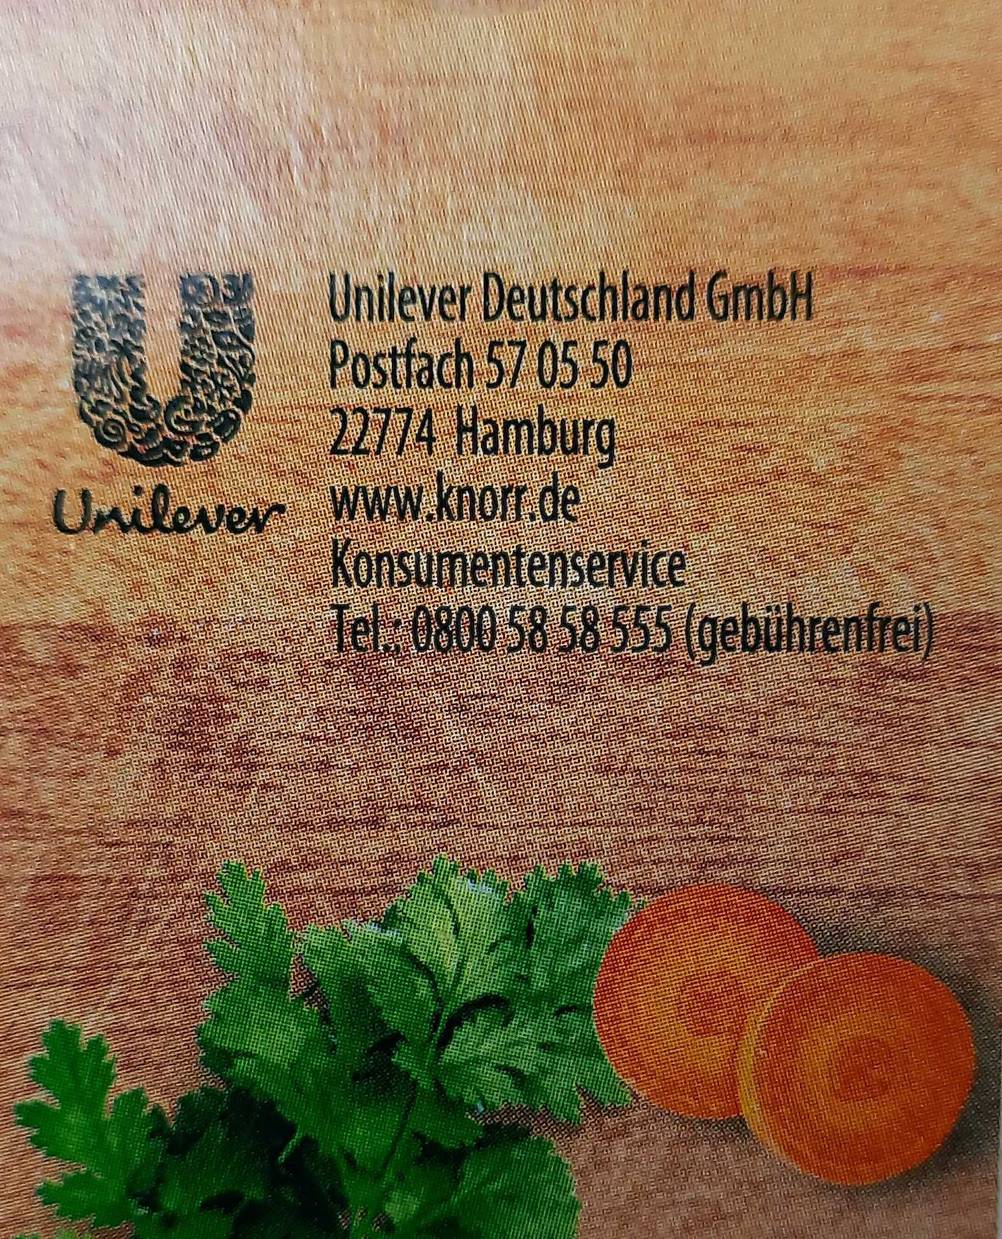 Unilever
Unilever Deutschland GmbH
Postfach 57 05 50
22774 Hamburg
www.knorr.de
Konsumentenservice
Tel.: 0800 58 58 555 (gebührenfrei)